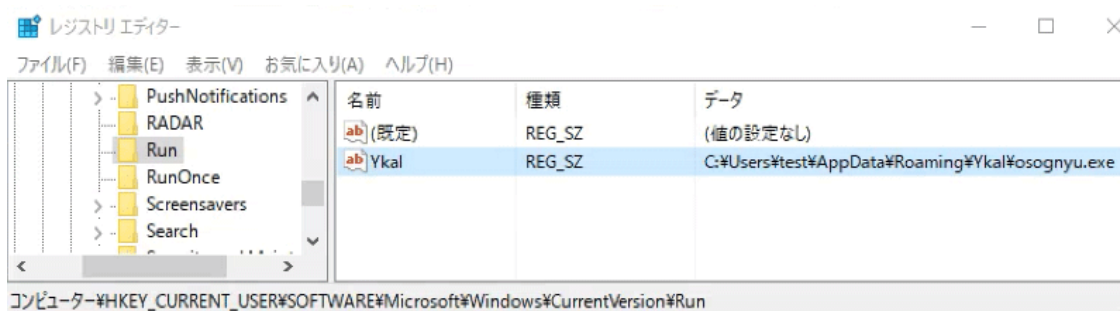 レジストリ エディター
ファイル(F) 編集(E) 表示(V) お気に入り(A) ヘルプ(H)
PushNotifications
RADAR
Run
RunOnce
Screensavers
Search
名前 種類 データ
(既定) REG_SZ (値の設定なし)
Ykal REG_SZ C:¥Users¥test¥AppData¥Roaming¥Ykal¥osognyu.exe
コンピューター¥HKEY_CURRENT_USER¥SOFTWARE¥Microsoft¥Windows¥CurrentVersion¥Run